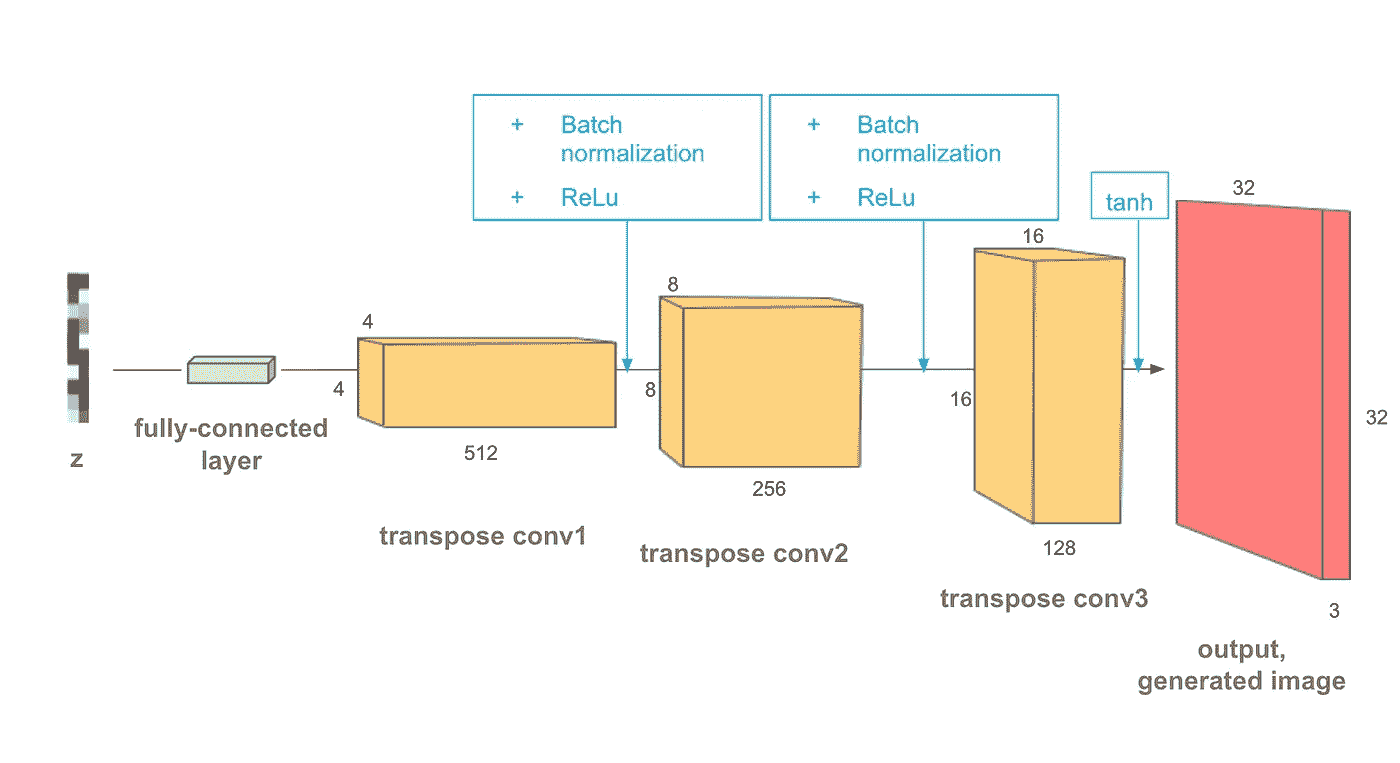 + Batch
normalization
+ ReLu
+ Batch
normalization
+ ReLu
tanh
32
16
8
4
4
8
16
32
fully-connected
layer
z
512
256
128
3
transpose conv1
transpose conv2
transpose conv3
output,
generated image